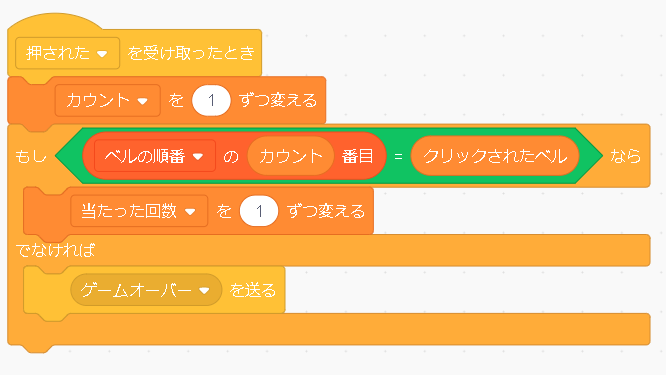 押された を受け取ったとき
カウント を 1 ずつ変える
もし ベルの順番 の カウント 番目 = クリックされたベル なら
当たった回数 を 1 ずつ変える
でなければ
ゲームオーバー を送る